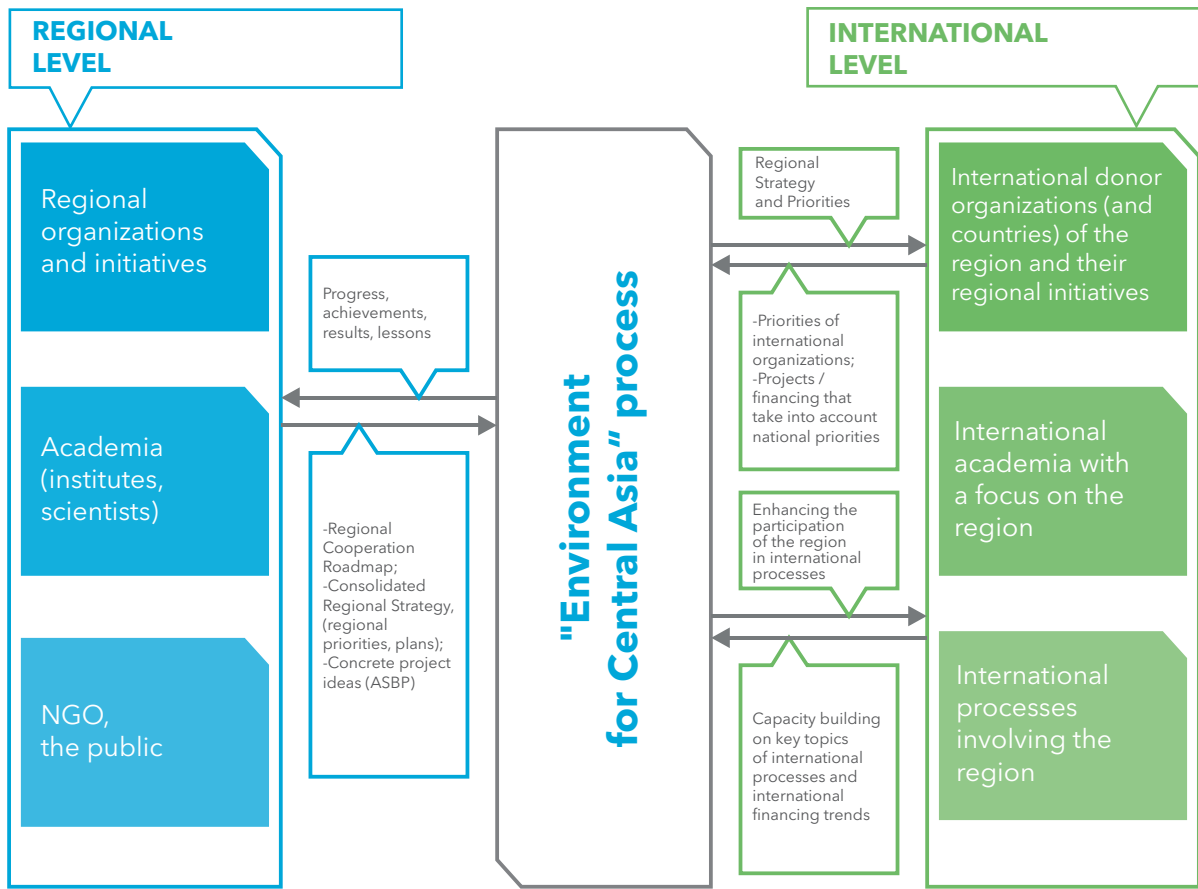 REGIONAL
LEVEL
Regional
organizations
and initiatives
Academia
(institutes,
scientists)
NGO,
the public
Progress,
achievements,
results, lessons
-Regional
Cooperation
Roadmap;
-Consolidated
Regional Strategy,
(regional
priorities, plans);
-Concrete project
ideas (ASBP)
"Environment
for Central Asia” process
INTERNATIONAL
LEVEL
Regional
Strategy
and Priorities
-Priorities of
international
organizations;
-Projects /
financing that
take into account
national priorities
Enhancing the
participation
of the region
in international
processes
Capacity building
on key topics
of international
processes and
international
financing trends
International donor
organizations (and
countries) of the
region and their
regional initiatives
International
academia with
a focus on the
region
International
processes
involving the
region